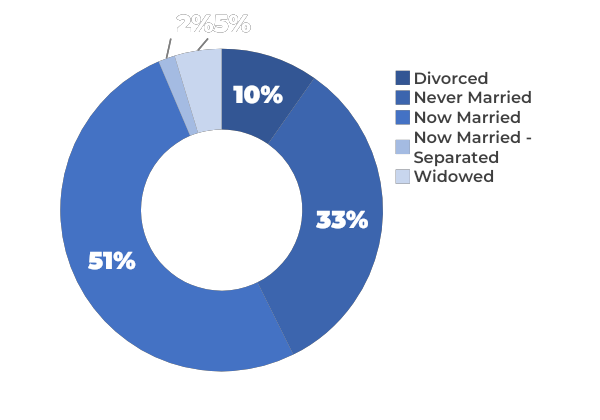 2%5%
10%
33%
51%
Divorced
Never Married
Now Married
Now Married -
Separated
Widowed